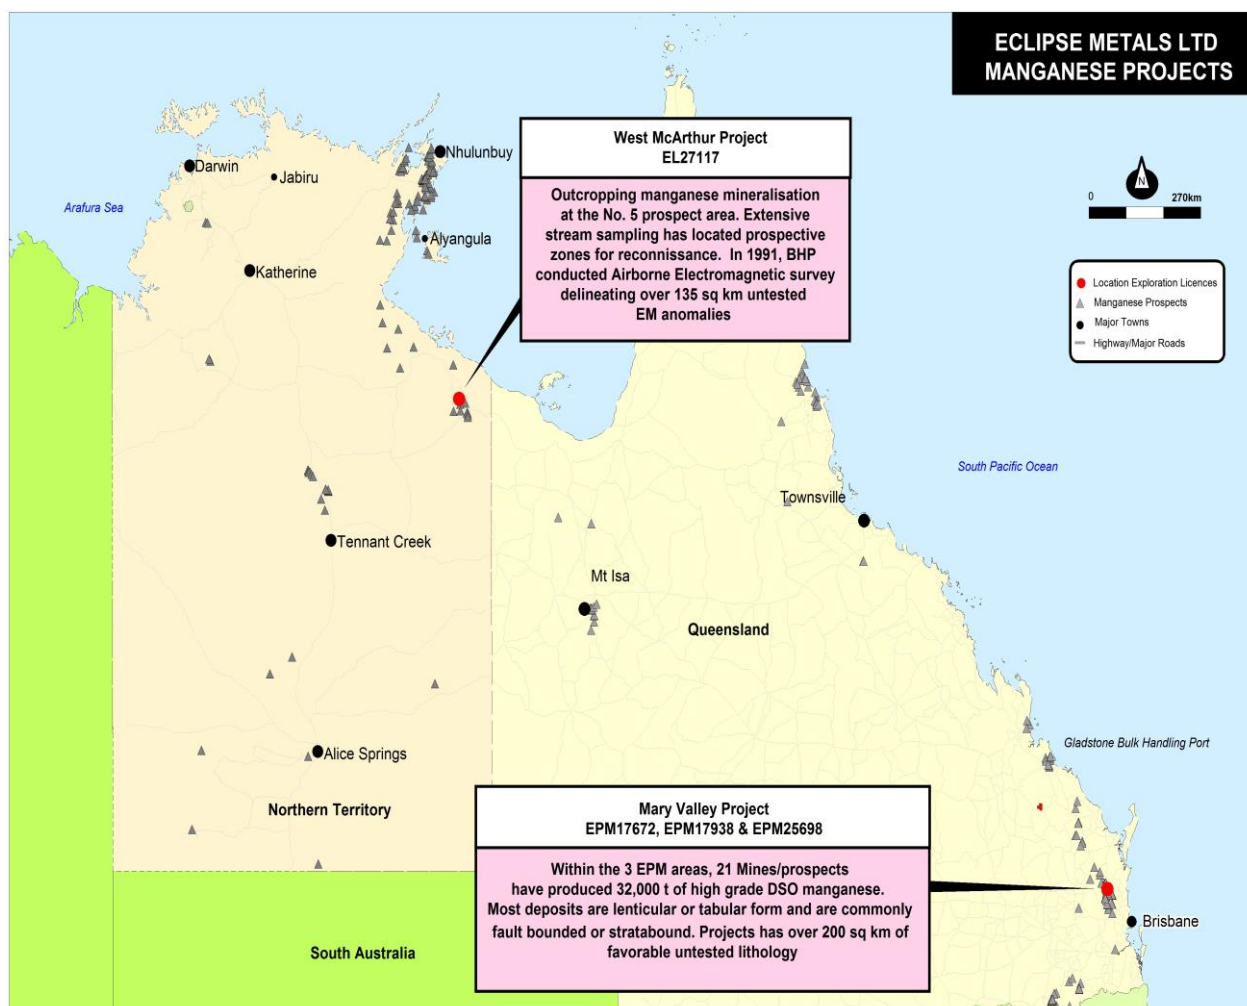 ECLIPSE METALS LTD
MANGANESE PROJECTS
West McArthur Project
EL27117
Outcropping manganese mineralisation
at the No. 5 prospect area. Extensive
stream sampling has located prospective
zones for reconnissance. In 1991, BHP
conducted Airborne Electromagnetic survey
delineating over 135 sq km untested
EM anomalies
Nhulunbuy
Darwin
Jabiru
Arafura Sea
Alyangula
Katherine
N
0 270km
Location Exploration Licences
Manganese Prospects
Major Towns
Highway/Major Roads
South Pacific Ocean
Townsville
Tennant Creek
Mt Isa
Queensland
Gladstone Bulk Handling Port
Alice Springs
Northern Territory
Mary Valley Project
EPM17672, EPM17938 & EPM25698
Within the 3 EPM areas, 21 Mines/prospects
have produced 32,000 t of high grade DSO manganese.
Most deposits are lenticular or tabular form and are commonly
fault bounded or stratabound. Projects has over 200 sq km of
favorable untested lithology
Brisbane
South Australia